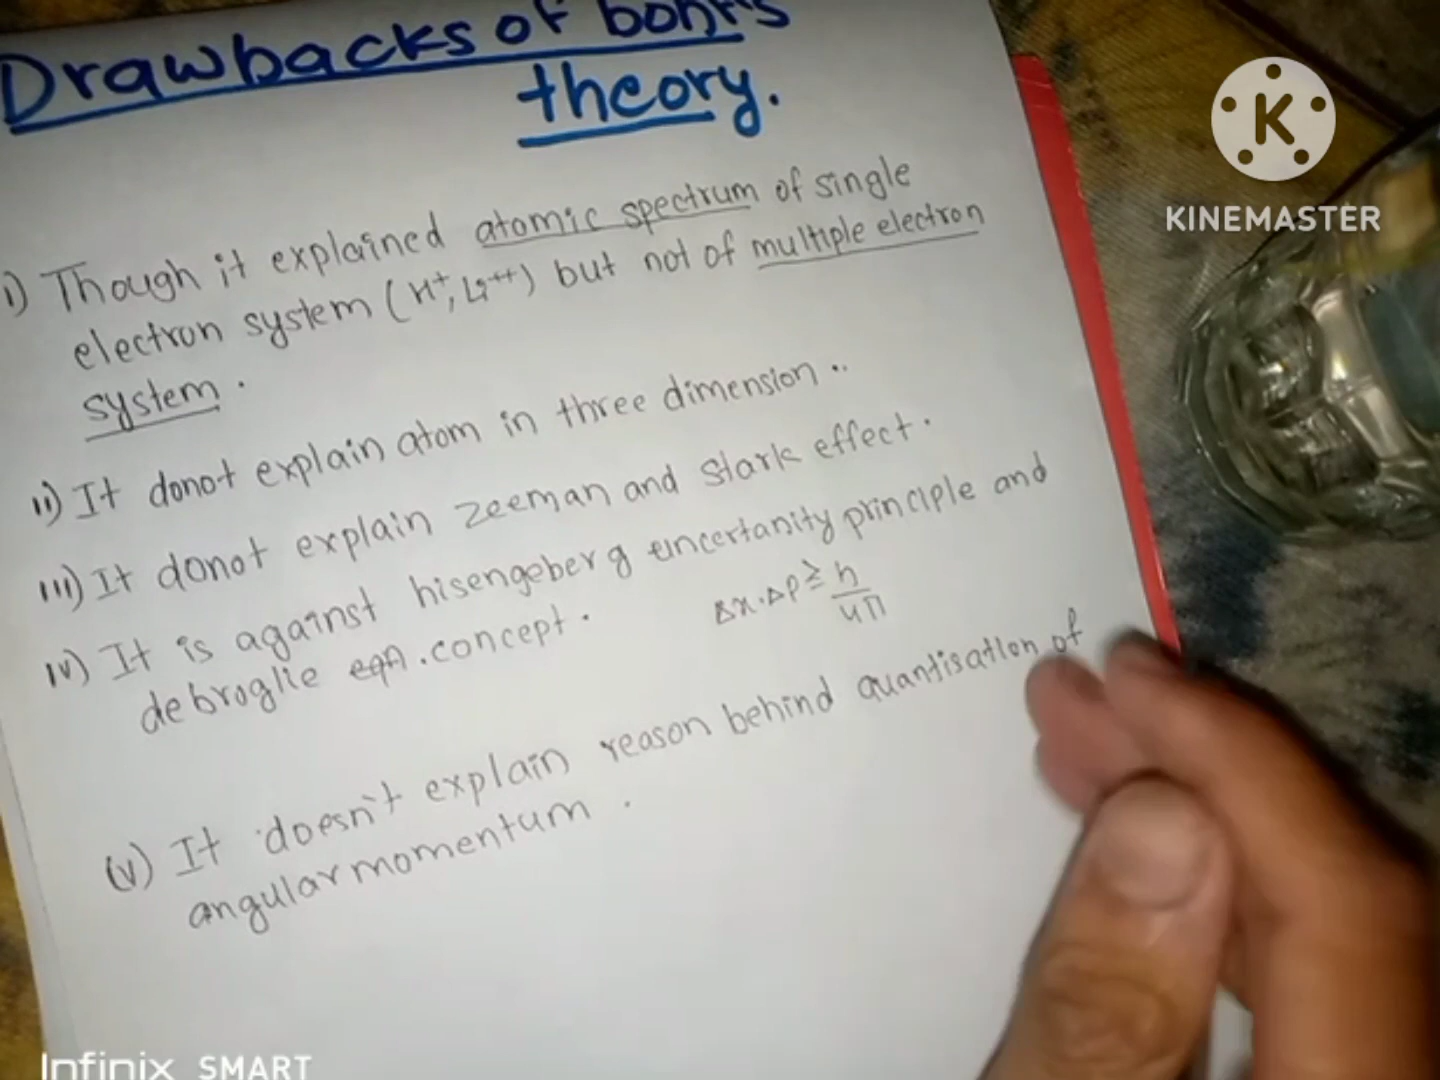 Drawbacks of bohr's
theory.
i) Though it explained atomic spectrum of single
electron system (H+, Li++) but not of multiple electron
system.
ii) It donot explain atom in three dimension..
iii) It donot explain zeeman and stark effect.
iv) It is against hisengeberg uncertanity principle and
debroglie eqn. concept.
Δx.Δp ≥ h/4π
(v) It doesn't explain reason behind quantisation of
angular momentum.
K
KINEMASTER
Infinix SMART